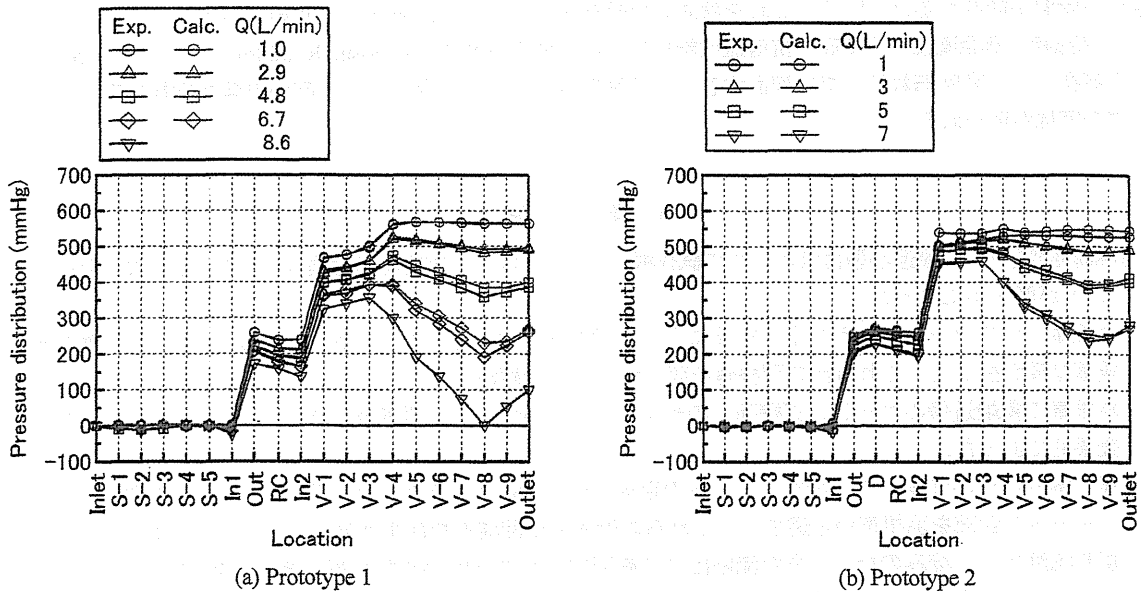 Exp. Calc. Q(L/min)
1.0
2.9
4.8
6.7
8.6
Pressure distribution (mmHg)
700
600
500
400
300
200
100
0
-100
Inlet
S-1
S-2
S-3
S-4
S-5
In1
Out
RC
In2
V-1
V-2
V-3
V-4
V-5
V-6
V-7
V-8
V-9
Outlet
Location
(a) Prototype 1
Exp. Calc. Q(L/min)
1
3
5
7
Pressure distribution (mmHg)
700
600
500
400
300
200
100
0
-100
Inlet
S-1
S-2
S-3
S-4
S-5
In1
Out
D
RC
In2
V-1
V-2
V-3
V-4
V-5
V-6
V-7
V-8
V-9
Outlet
Location
(b) Prototype 2